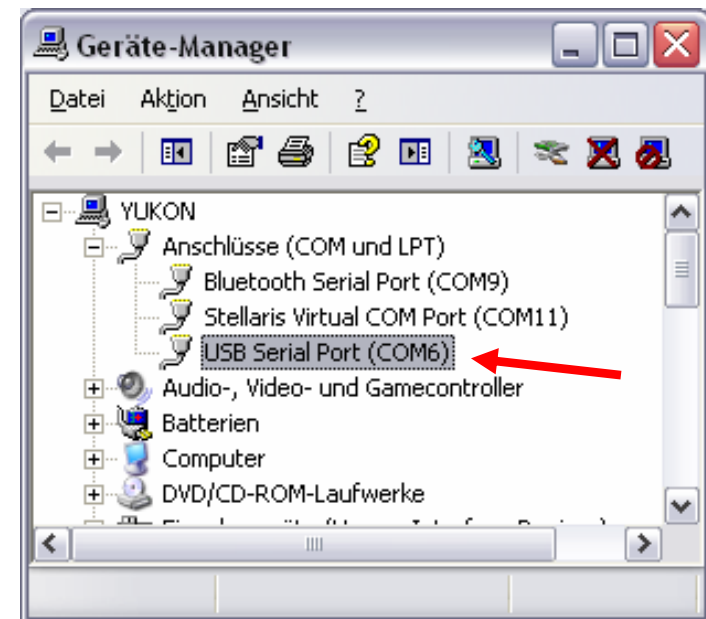 Geräte-Manager
Datei Aktion Ansicht ?
YUKON
Anschlüsse (COM und LPT)
Bluetooth Serial Port (COM9)
Stellaris Virtual COM Port (COM11)
USB Serial Port (COM6)
Audio-, Video- und Gamecontroller
Batterien
Computer
DVD/CD-ROM-Laufwerke